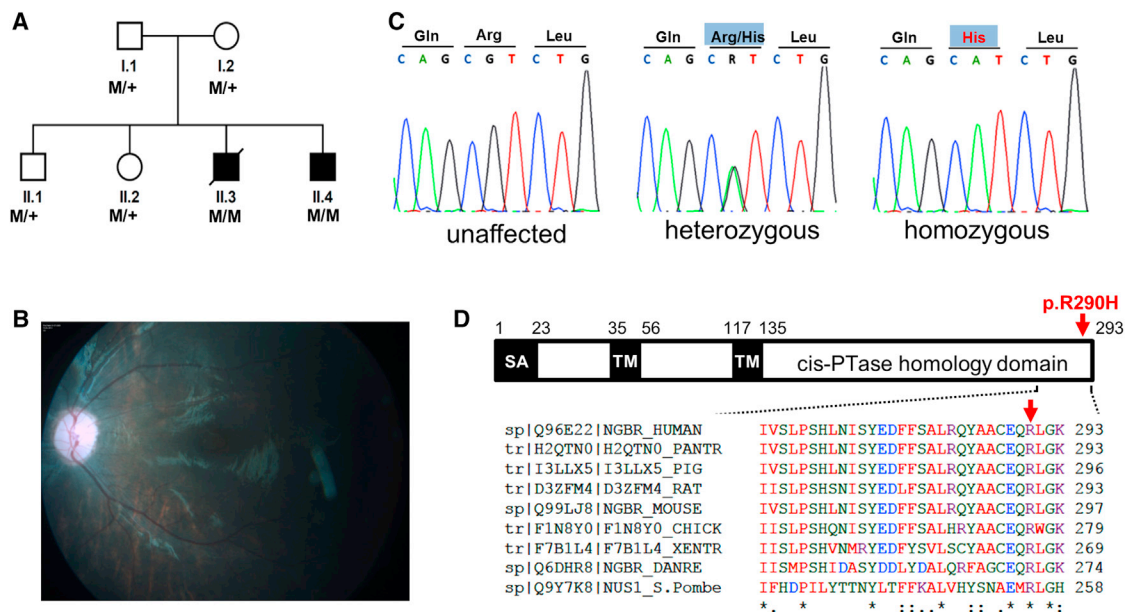 A
I.1
M/+
I.2
M/+
II.1
M/+
II.2
M/+
II.3
M/M
II.4
M/M
B
C
Gln Arg Leu
C A G C G T C T G
unaffected
Gln Arg/His Leu
C A G C R T C T G
heterozygous
Gln His Leu
C A G C A T C T G
homozygous
D
p.R290H
1 23 35 56 117 135 293
SA TM TM cis-PTase homology domain
sp|Q96E22|NGBR_HUMAN IVSLPSHLNISYEDFFSALRQYAACEQRLGK 293
tr|H2QTN0|H2QTN0_PANTR IVSLPSHLNISYEDFFSALRQYAACEQRLGK 293
tr|I3LLX5|I3LLX5_PIG IVSLPSHLNISYEDFFSALRQYAACEQRLGK 296
tr|D3ZFM4|D3ZFM4_RAT IISLPSHSNISYEDLFSALRQYAACEQRLGK 293
sp|Q99LJ8|NGBR_MOUSE IVSLPSHLNISYEDFFSALRQYAACEQRLGK 297
tr|F1N8Y0|F1N8Y0_CHICK IISLPSHQNISYEDFFSALHRYAACEQRWGK 279
tr|F7B1L4|F7B1L4_XENTR IISLPSHVNMRYEDFYSVLSCYAACEQRLGK 269
sp|Q6DHR8|NGBR_DANRE IISMPSHIDASYDDLYDALQRFAGCEQRLGK 274
sp|Q9Y7K8|NUS1_S.Pombe IFHDPILYTTNYLTFFKALVHYSNAEMRLGH 258
*. * * ::..* :: .* * *: